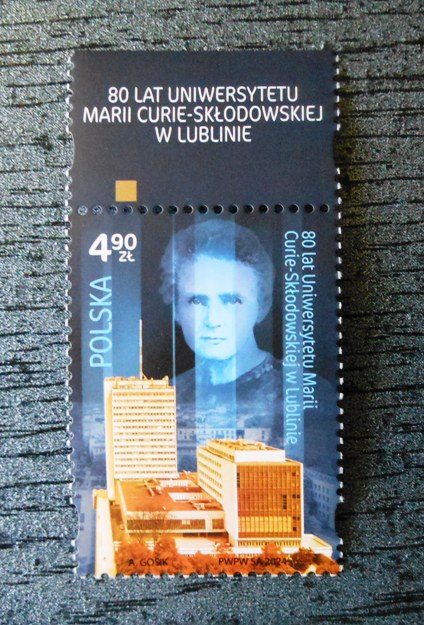 80 LAT UNIWERSYTETU
MARII CURIE-SKŁODOWSKIEJ
W LUBLINIE
4,90
ZŁ
POLSKA
80 lat Uniwersytetu Marii
Curie-Skłodowskiej w Lublinie
A. GOSIK
PWPW SA 2024